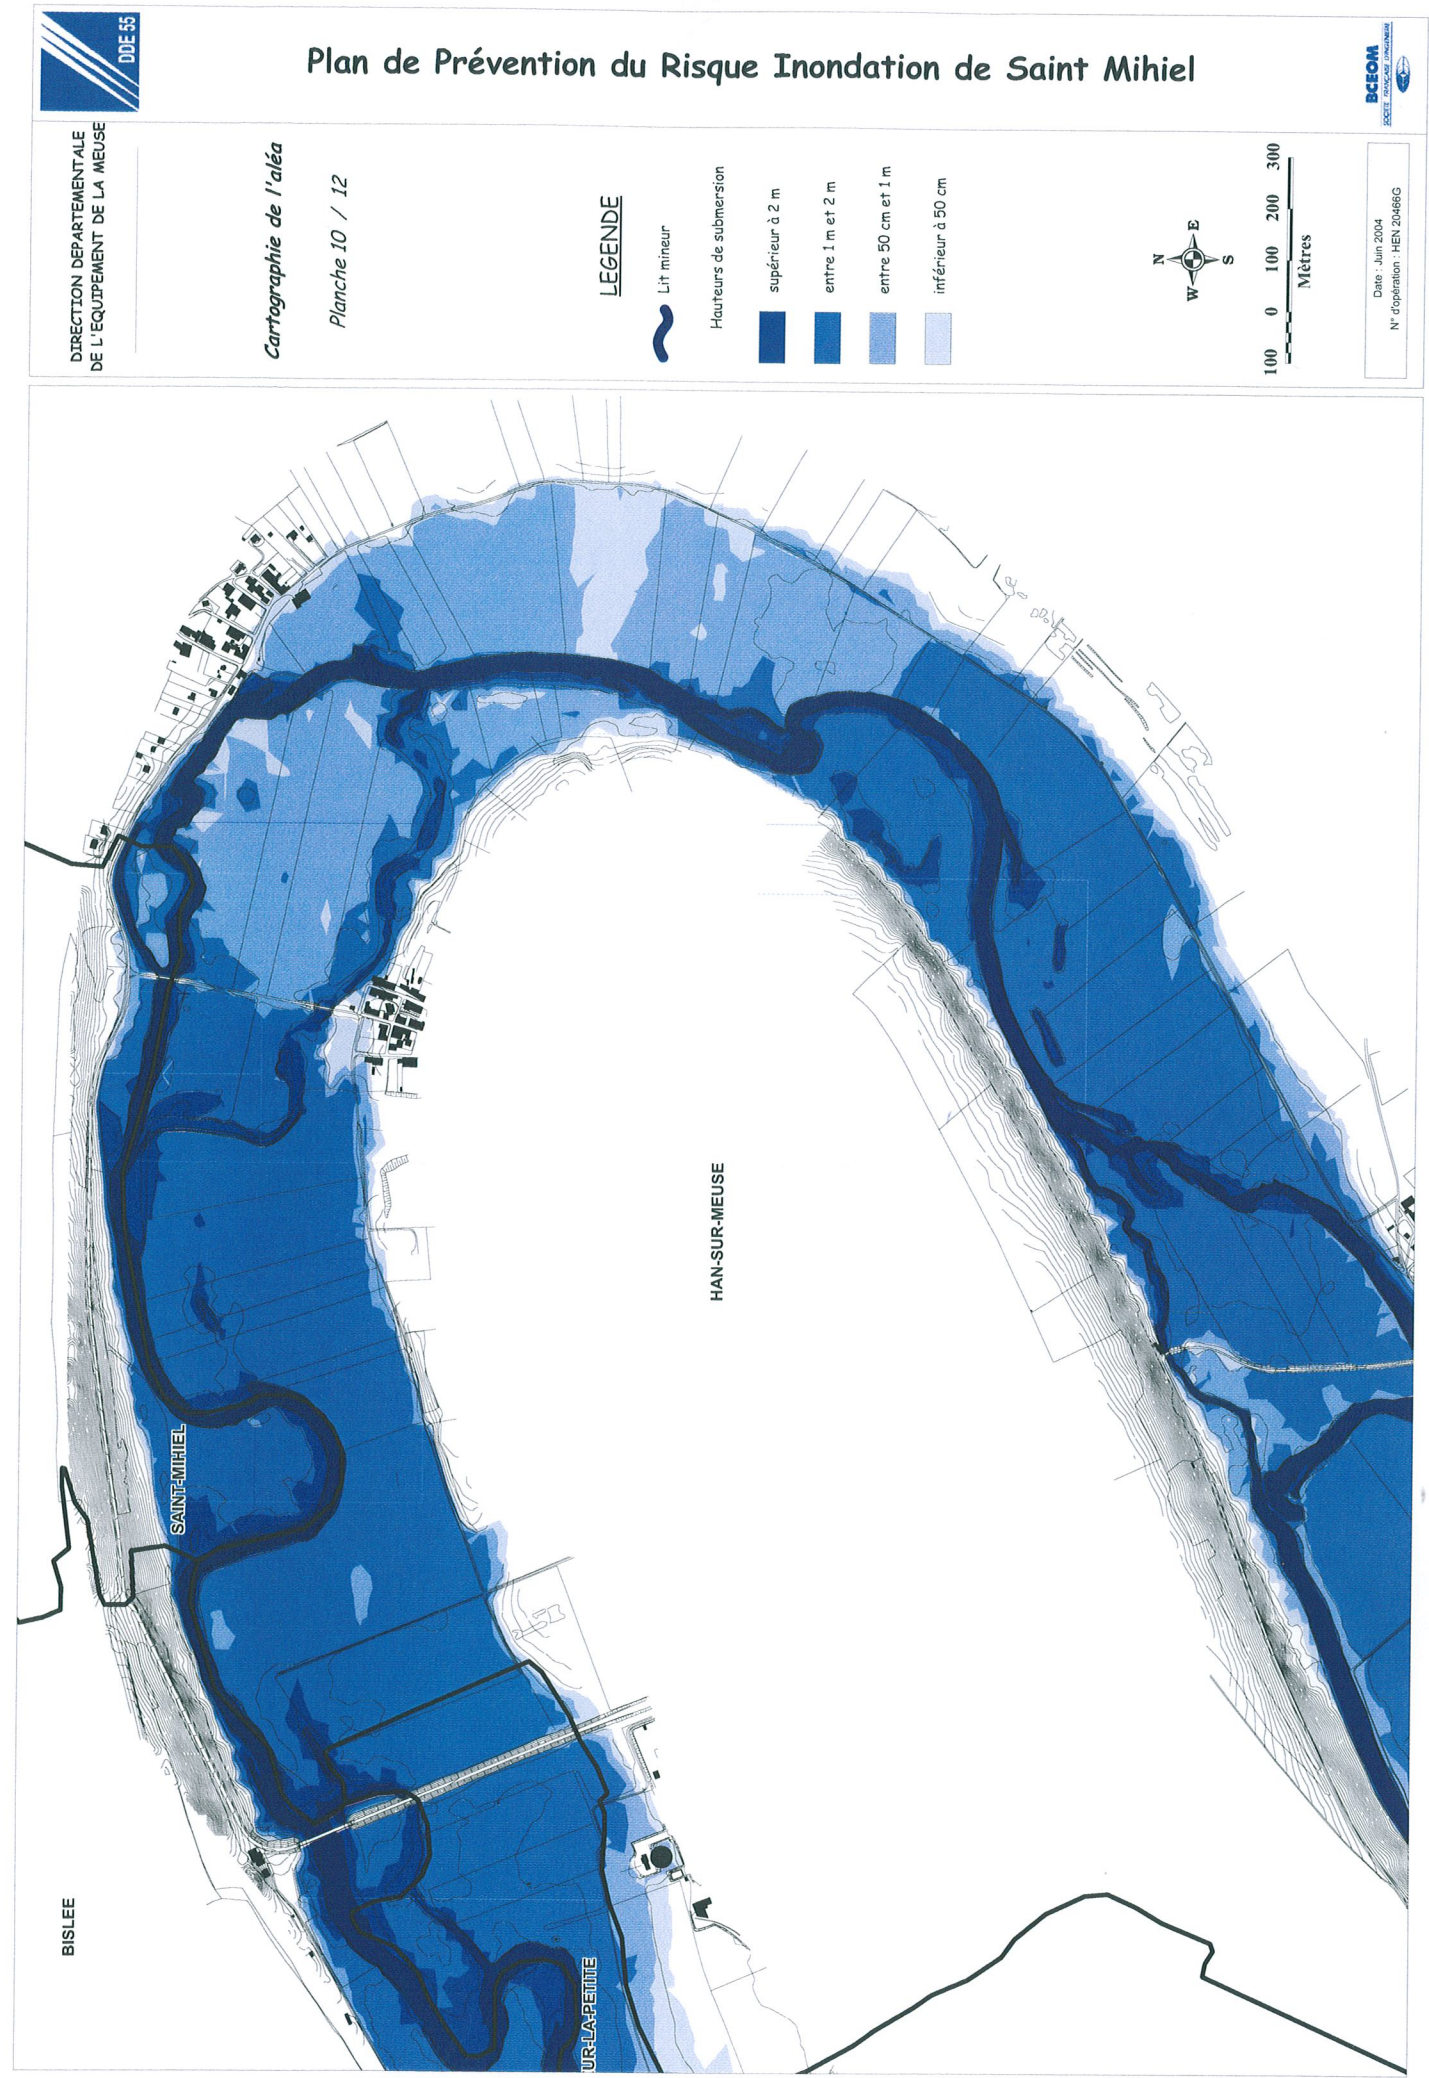 DDE 55
Plan de Prévention du Risque Inondation de Saint Mihiel
BCEOM
SOCIETE FRANÇAISE D'INGENIERIE
DIRECTION DEPARTEMENTALE
DE L'EQUIPEMENT DE LA MEUSE
Cartographie de l'aléa
Planche 10 / 12
LEGENDE
Lit mineur
Hauteurs de submersion
supérieur à 2 m
entre 1 m et 2 m
entre 50 cm et 1 m
inférieur à 50 cm
N
W
E
S
100 0 100 200 300
Mètres
Date : Juin 2004
N° d'opération : HEN 20466G
HAN-SUR-MEUSE
SAINT-MIHIEL
BISLEE
UR-LA-PETITE